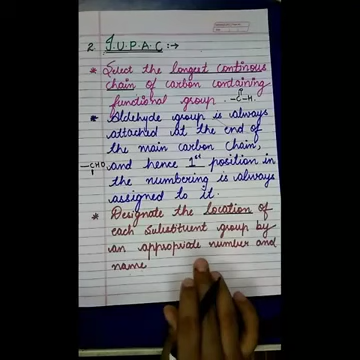 2. I.U.P.A.C :→
* Select the longest continous
chain of carbon containing
functional group. -C-H.
O
* Aldehyde group is always
attached at the end of
the main carbon chain,
-CHO and hence 1st position in
1
the numbering is always
assigned to it.
* Designate the location of
each substituent group by
an appropriate number and
name